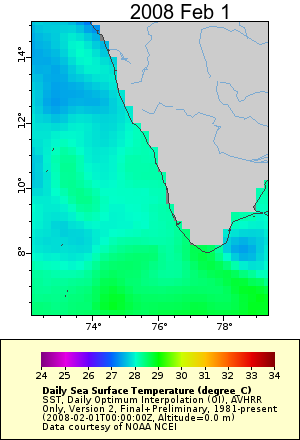 2008 Feb 1
14°
12°
10°
8°
74° 76° 78°
24 25 26 27 28 29 30 31 32 33 34
Daily Sea Surface Temperature (degree_C)
SST, Daily Optimum Interpolation (OI), AVHRR
Only, Version 2, Final+Preliminary, 1981-present
(2008-02-01T00:00:00Z, Altitude=0.0 m)
Data courtesy of NOAA NCEI